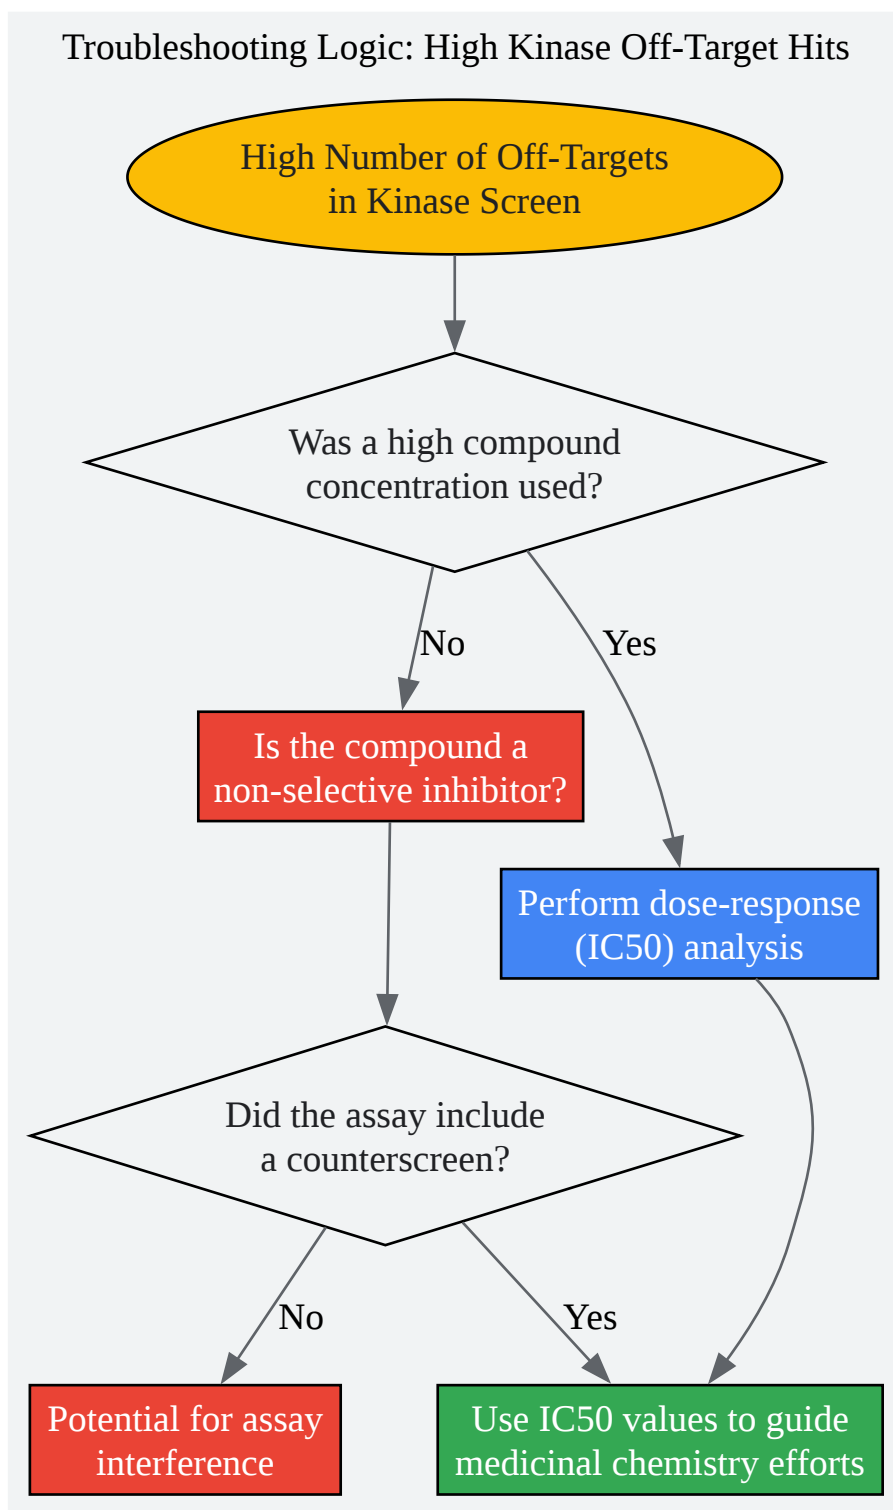 Troubleshooting Logic: High Kinase Off-Target Hits
High Number of Off-Targets
in Kinase Screen
Was a high compound
concentration used?
No
Yes
Is the compound a
non-selective inhibitor?
Perform dose-response
(IC50) analysis
Did the assay include
a counterscreen?
No
Yes
Potential for assay
interference
Use IC50 values to guide
medicinal chemistry efforts